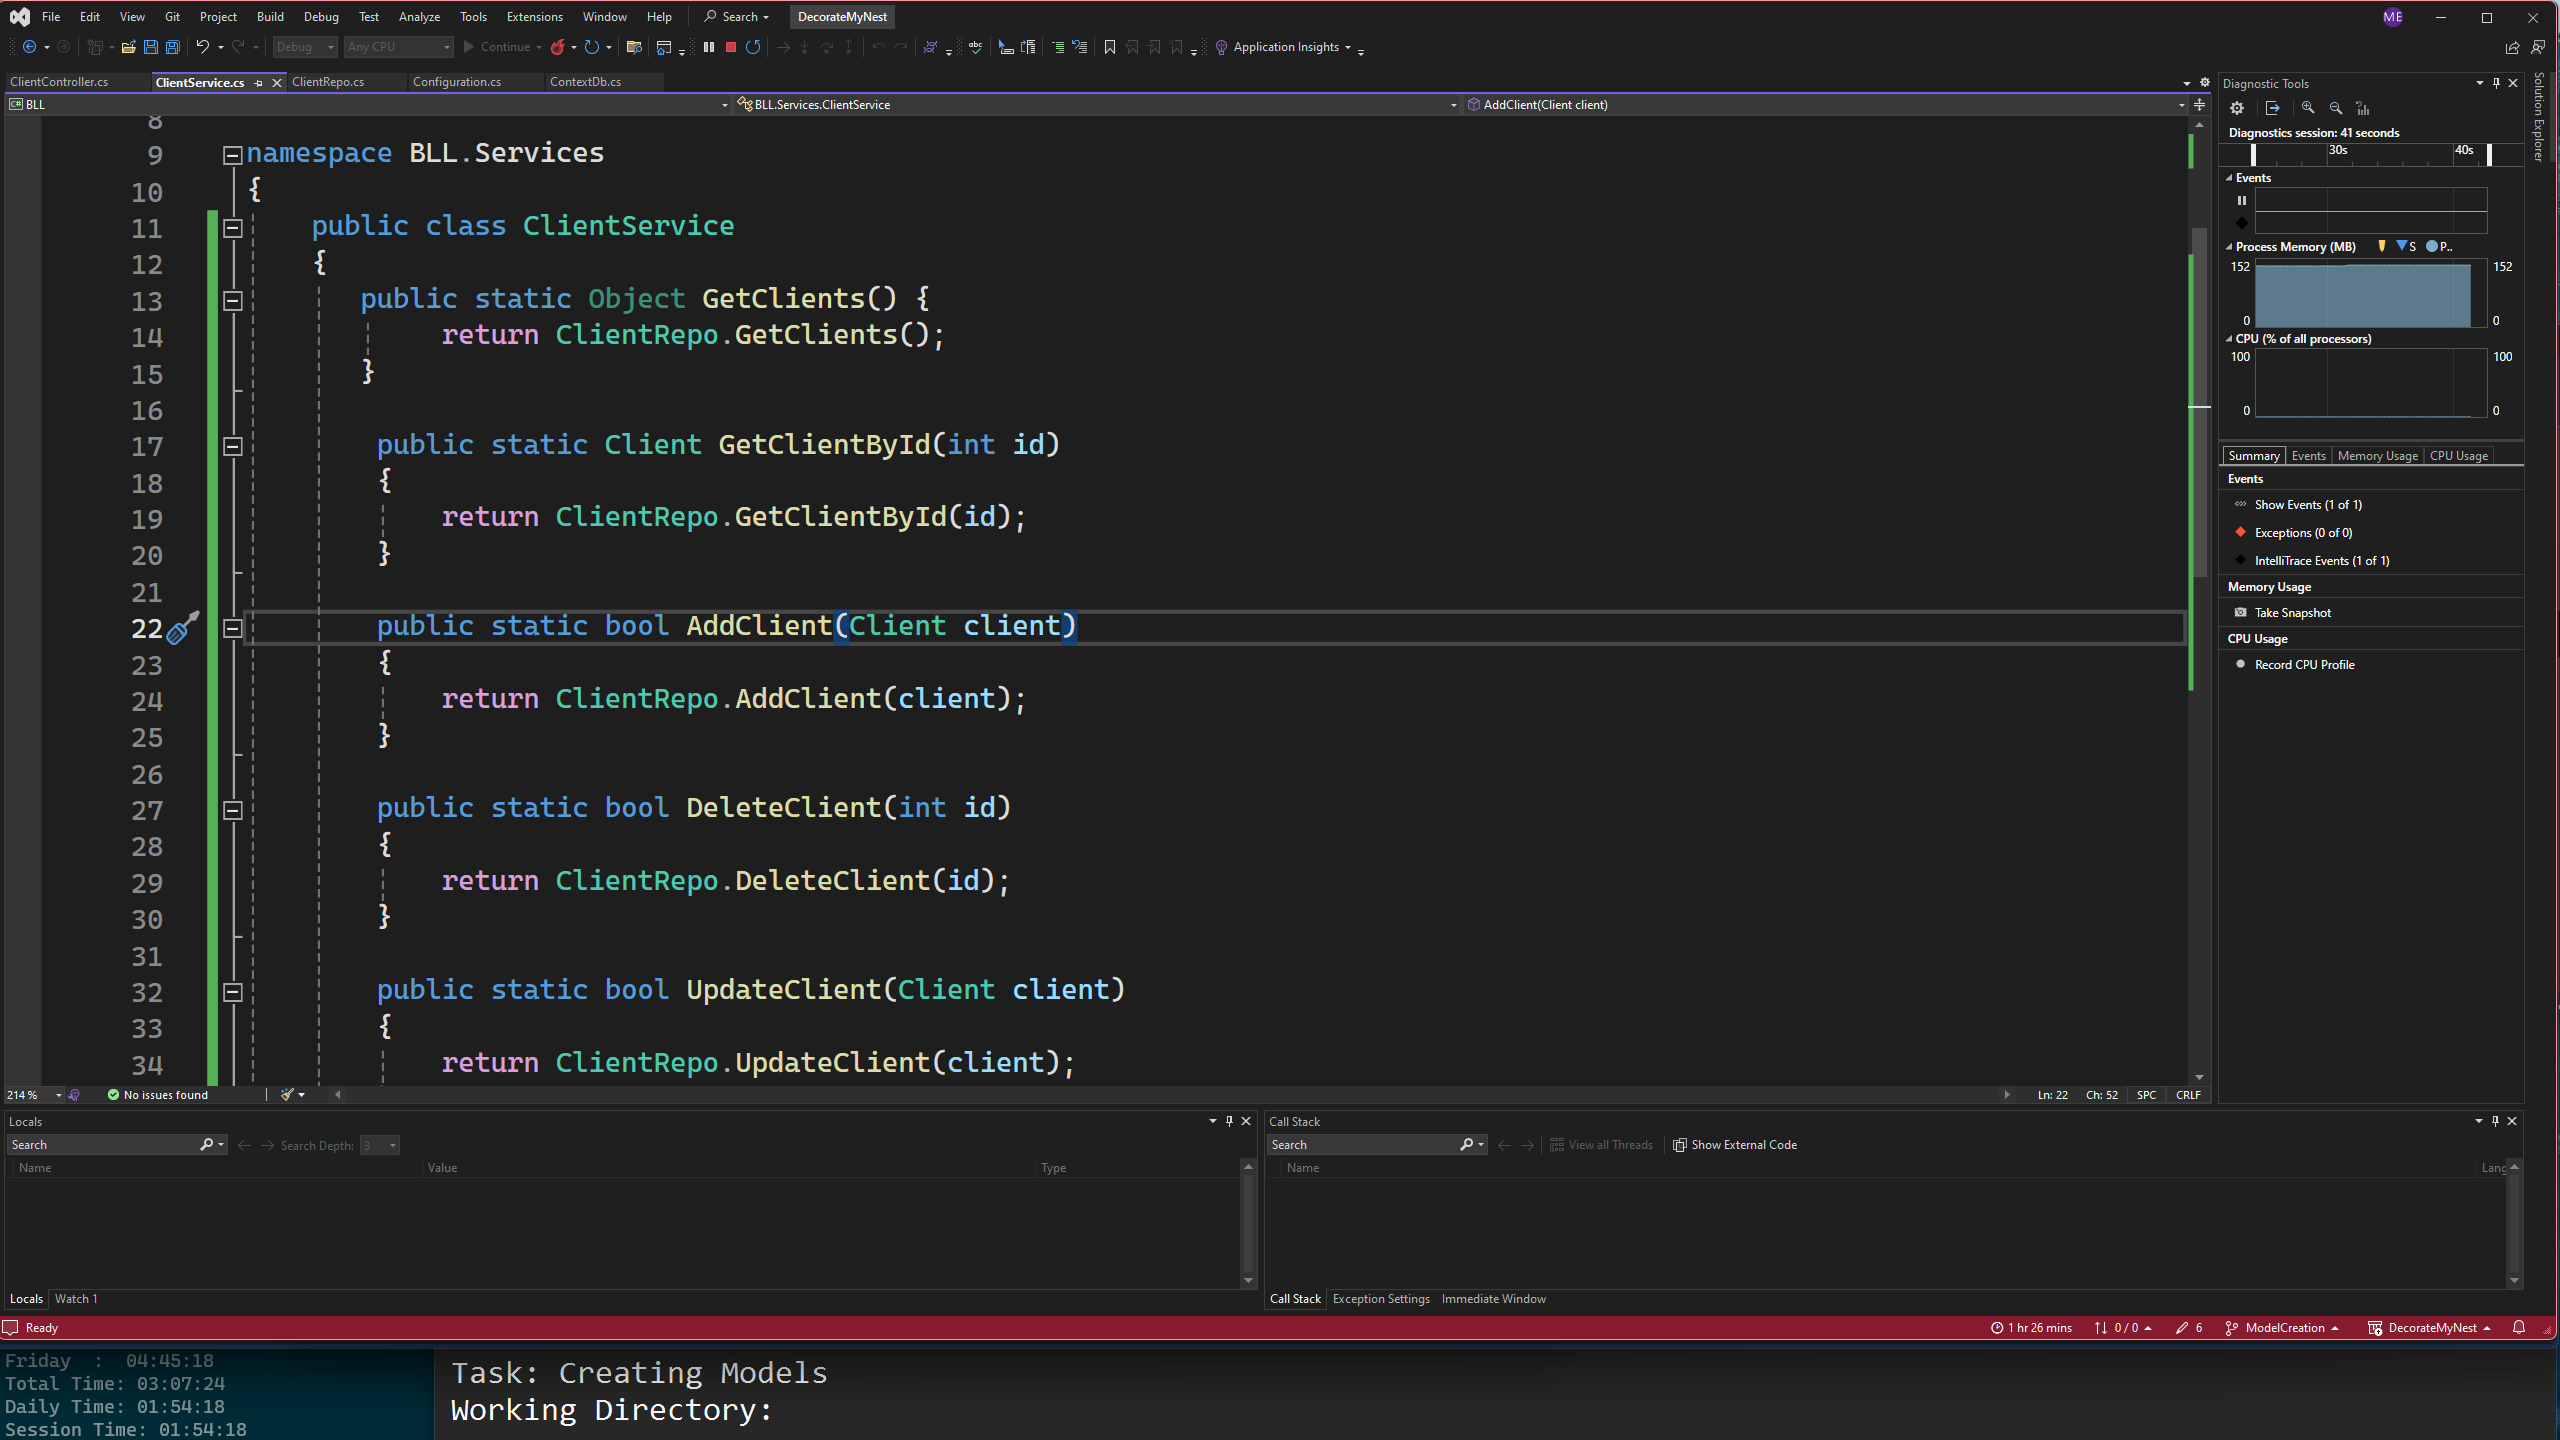 File Edit View Git Project Build Debug Test Analyze Tools Extensions Window Help Search DecorateMyNest ME
Debug Any CPU Continue Application Insights
ClientController.cs ClientService.cs ClientRepo.cs Configuration.cs ContextDb.cs
BLL BLL.Services.ClientService AddClient(Client client)
8
9 namespace BLL.Services
10 {
11 public class ClientService
12 {
13 public static Object GetClients() {
14 return ClientRepo.GetClients();
15 }
16
17 public static Client GetClientById(int id)
18 {
19 return ClientRepo.GetClientById(id);
20 }
21
22 public static bool AddClient(Client client)
23 {
24 return ClientRepo.AddClient(client);
25 }
26
27 public static bool DeleteClient(int id)
28 {
29 return ClientRepo.DeleteClient(id);
30 }
31
32 public static bool UpdateClient(Client client)
33 {
34 return ClientRepo.UpdateClient(client);
214 % No issues found Ln: 22 Ch: 52 SPC CRLF
Diagnostic Tools
Diagnostics session: 41 seconds
30s 40s
Events
Process Memory (MB) S P..
152 152
0 0
CPU (% of all processors)
100 100
0 0
Summary Events Memory Usage CPU Usage
Events
Show Events (1 of 1)
Exceptions (0 of 0)
IntelliTrace Events (1 of 1)
Memory Usage
Take Snapshot
CPU Usage
Record CPU Profile
Solution Explorer
Locals
Search Search Depth: 3
Name Value Type
Locals Watch 1
Call Stack
Search View all Threads Show External Code
Name Lang
Call Stack Exception Settings Immediate Window
Ready 1 hr 26 mins 0 / 0 6 ModelCreation DecorateMyNest
Friday : 04:45:18
Total Time: 03:07:24
Daily Time: 01:54:18
Session Time: 01:54:18
Task: Creating Models
Working Directory: